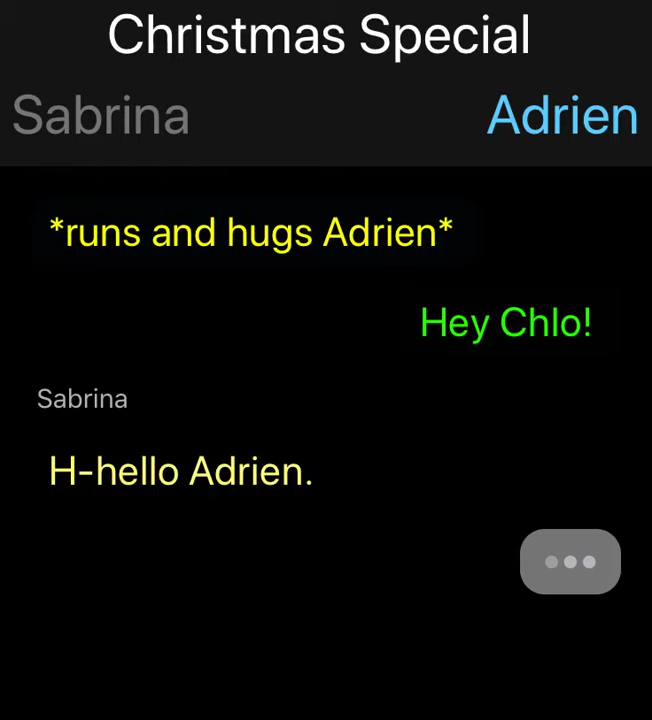 Christmas Special
Sabrina Adrien
*runs and hugs Adrien*
Hey Chlo!
Sabrina
H-hello Adrien.